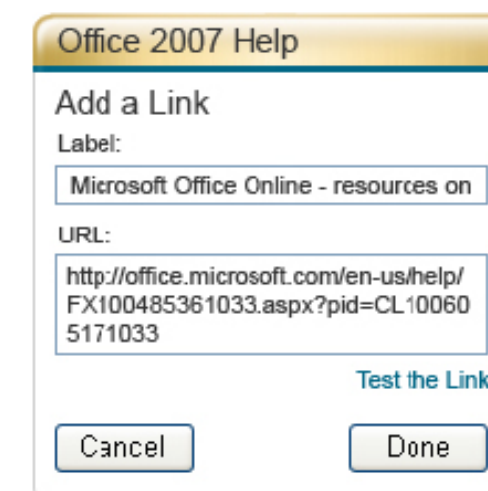 Office 2007 Help
Add a Link
Label:
Microsoft Office Online - resources on
URL:
http://office.microsoft.com/en-us/help/
FX100485361033.aspx?pid=CL10060
5171033
Test the Link
Cancel Done